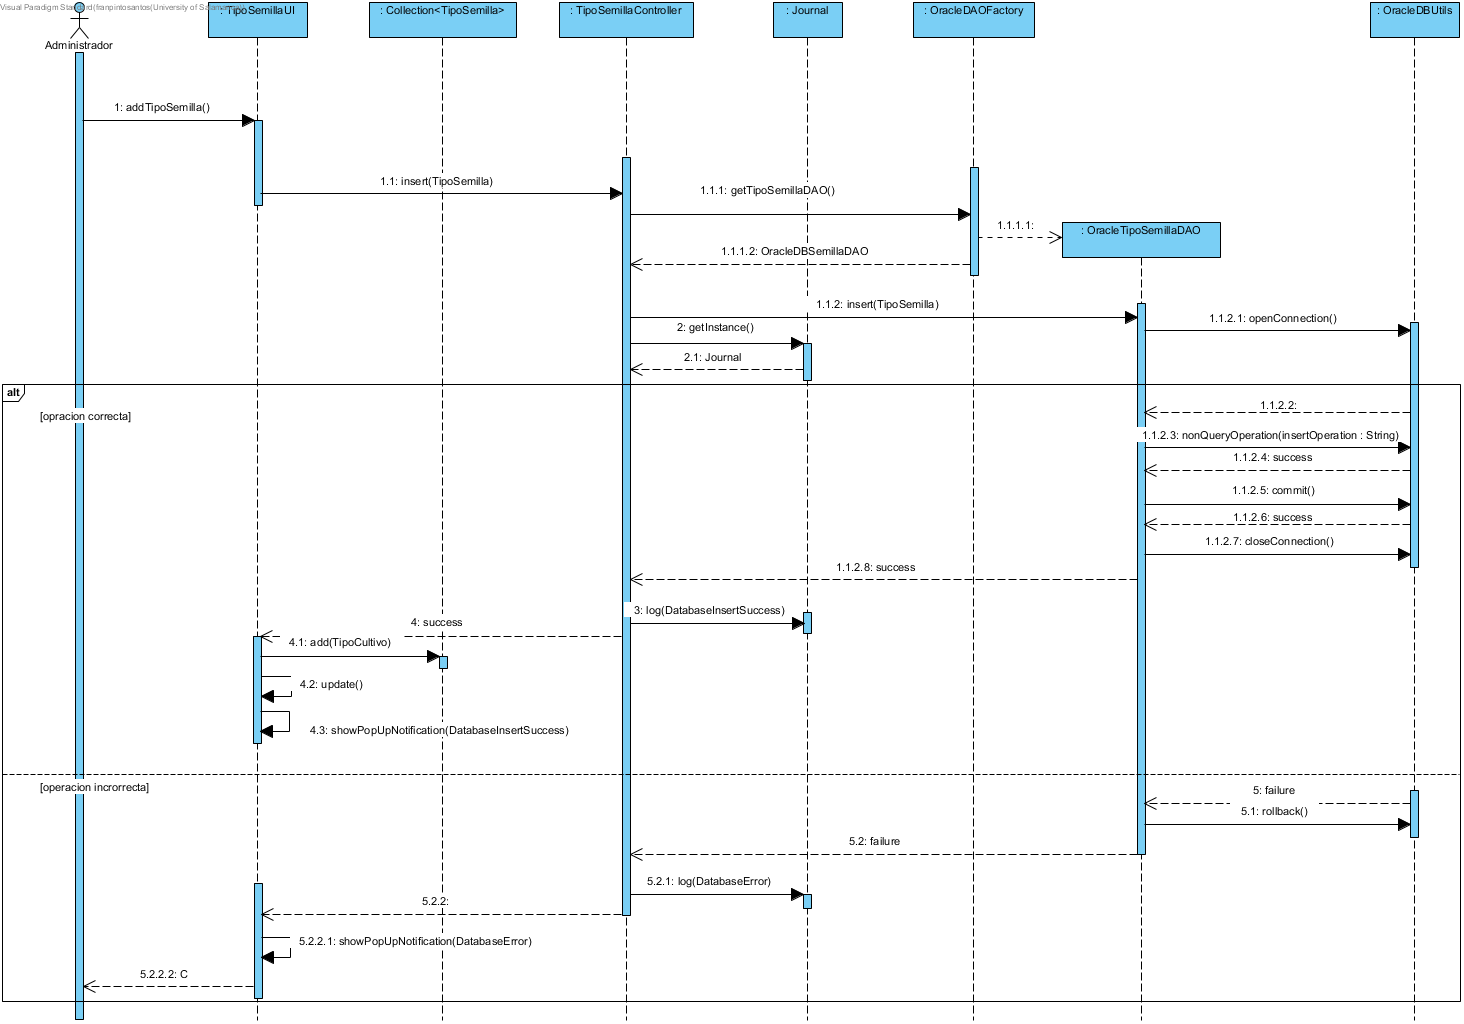 Visual Paradigm Standard(franpintosantos(University of Salamanca))
: TipoSemillaUI
: Collection<TipoSemilla>
: TipoSemillaController
: Journal
: OracleDAOFactory
: OracleDBUtils
Administrador
1: addTipoSemilla()
1.1: insert(TipoSemilla)
1.1.1: getTipoSemillaDAO()
1.1.1.1:
: OracleTipoSemillaDAO
1.1.1.2: OracleDBSemillaDAO
1.1.2: insert(TipoSemilla)
1.1.2.1: openConnection()
2: getInstance()
2.1: Journal
alt
[opracion correcta]
1.1.2.2:
1.1.2.3: nonQueryOperation(insertOperation : String)
1.1.2.4: success
1.1.2.5: commit()
1.1.2.6: success
1.1.2.7: closeConnection()
1.1.2.8: success
3: log(DatabaseInsertSuccess)
4: success
4.1: add(TipoCultivo)
4.2: update()
4.3: showPopUpNotification(DatabaseInsertSuccess)
[operacion incrorrecta]
5: failure
5.1: rollback()
5.2: failure
5.2.1: log(DatabaseError)
5.2.2:
5.2.2.1: showPopUpNotification(DatabaseError)
5.2.2.2: C